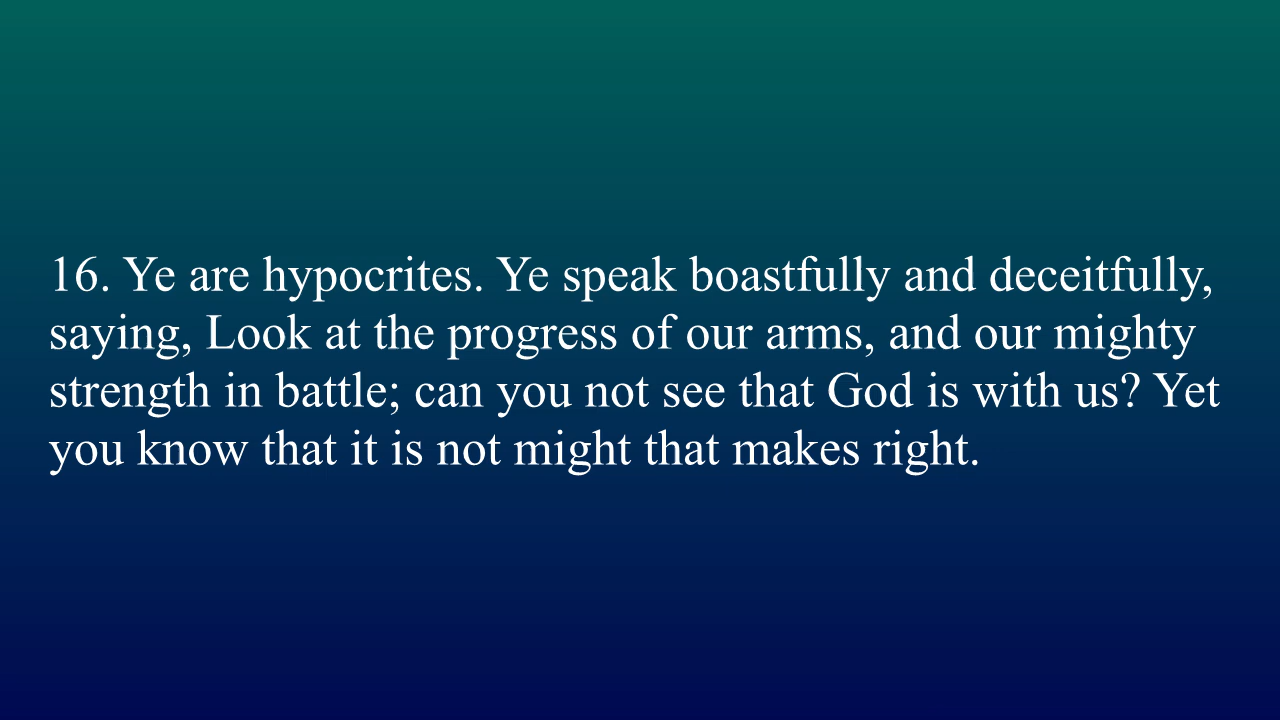 16. Ye are hypocrites. Ye speak boastfully and deceitfully,
saying, Look at the progress of our arms, and our mighty
strength in battle; can you not see that God is with us? Yet
you know that it is not might that makes right.